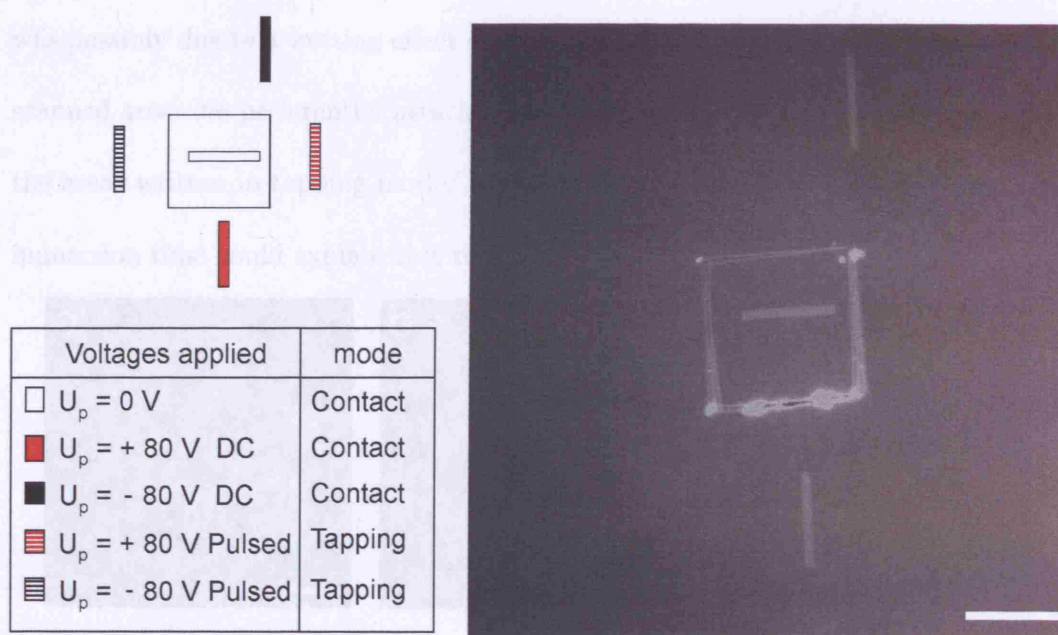 Voltages applied mode
U_p = 0 V Contact
U_p = + 80 V DC Contact
U_p = - 80 V DC Contact
U_p = + 80 V Pulsed Tapping
U_p = - 80 V Pulsed Tapping